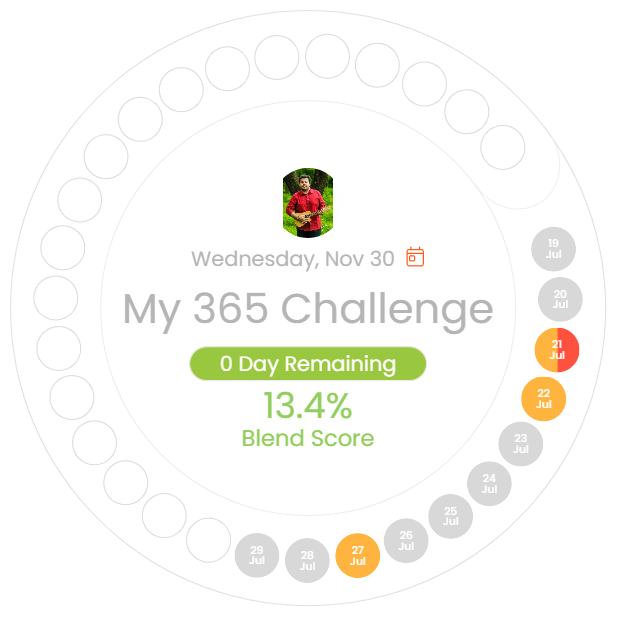 Wednesday, Nov 30
My 365 Challenge
0 Day Remaining
13.4%
Blend Score
19
Jul
20
Jul
21
Jul
22
Jul
23
Jul
24
Jul
25
Jul
26
Jul
27
Jul
28
Jul
29
Jul